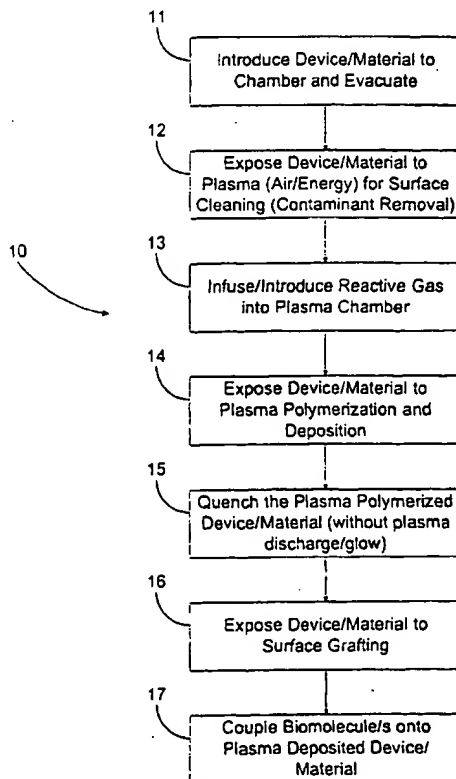 11
Introduce Device/Material to
Chamber and Evacuate
12
Expose Device/Material to
Plasma (Air/Energy) for Surface
Cleaning (Contaminant Removal)
10
13
Infuse/Introduce Reactive Gas
into Plasma Chamber
14
Expose Device/Material to
Plasma Polymerization and
Deposition
15
Quench the Plasma Polymerized
Device/Material (without plasma
discharge/glow)
16
Expose Device/Material to
Surface Grafting
17
Couple Biomolecule/s onto
Plasma Deposited Device/
Material